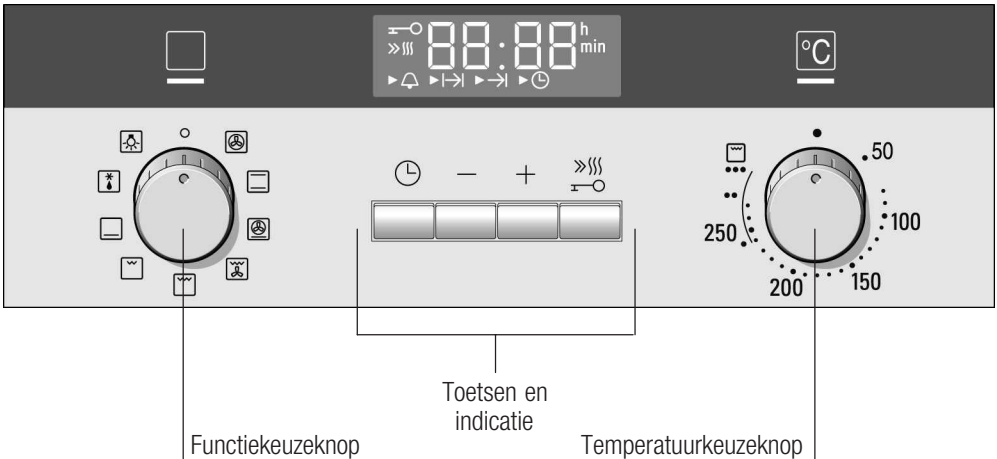 88:88 h
min
°C
50
100
150
200
250
Toetsen en
indicatie
Functiekeuzeknop
Temperatuurkeuzeknop